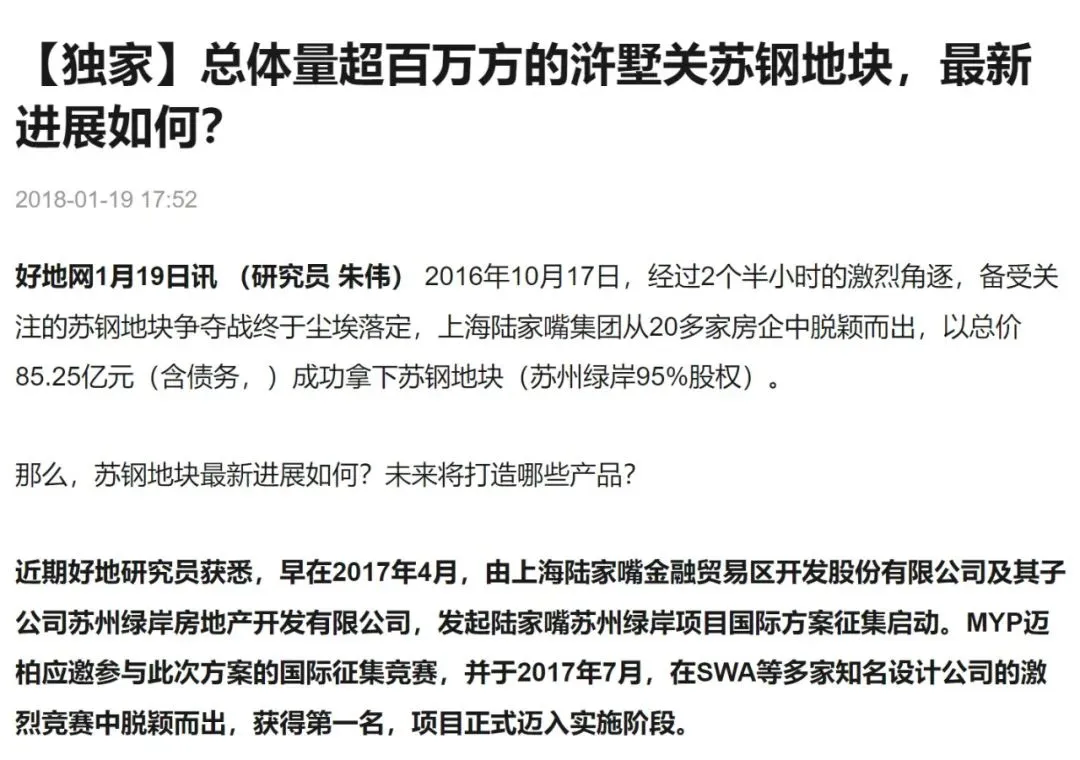 【独家】总体量超百万方的浒墅关苏钢地块，最新
进展如何？
2018-01-19 17:52
好地网1月19日讯 （研究员 朱伟） 2016年10月17日，经过2个半小时的激烈角逐，备受关
注的苏钢地块争夺战终于尘埃落定，上海陆家嘴集团从20多家房企中脱颖而出，以总价
85.25亿元（含债务，）成功拿下苏钢地块（苏州绿岸95%股权）。
那么，苏钢地块最新进展如何？未来将打造哪些产品？
近期好地研究员获悉，早在2017年4月，由上海陆家嘴金融贸易区开发股份有限公司及其子
公司苏州绿岸房地产开发有限公司，发起陆家嘴苏州绿岸项目国际方案征集启动。MYP迈
柏应邀参与此次方案的国际征集竞赛，并于2017年7月，在SWA等多家知名设计公司的激
烈竞赛中脱颖而出，获得第一名，项目正式迈入实施阶段。